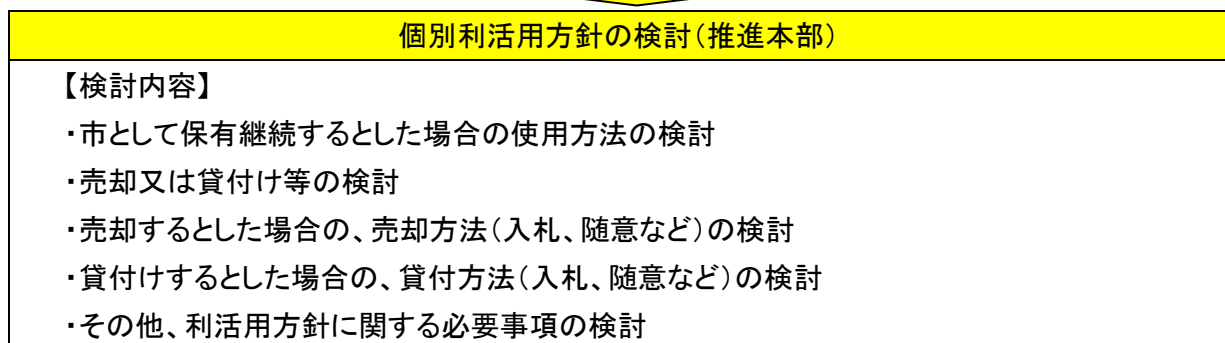 個別利活用方針の検討（推進本部）
【検討内容】
・市として保有継続するとした場合の使用方法の検討
・売却又は貸付け等の検討
・売却するとした場合の、売却方法（入札、随意など）の検討
・貸付けするとした場合の、貸付方法（入札、随意など）の検討
・その他、利活用方針に関する必要事項の検討